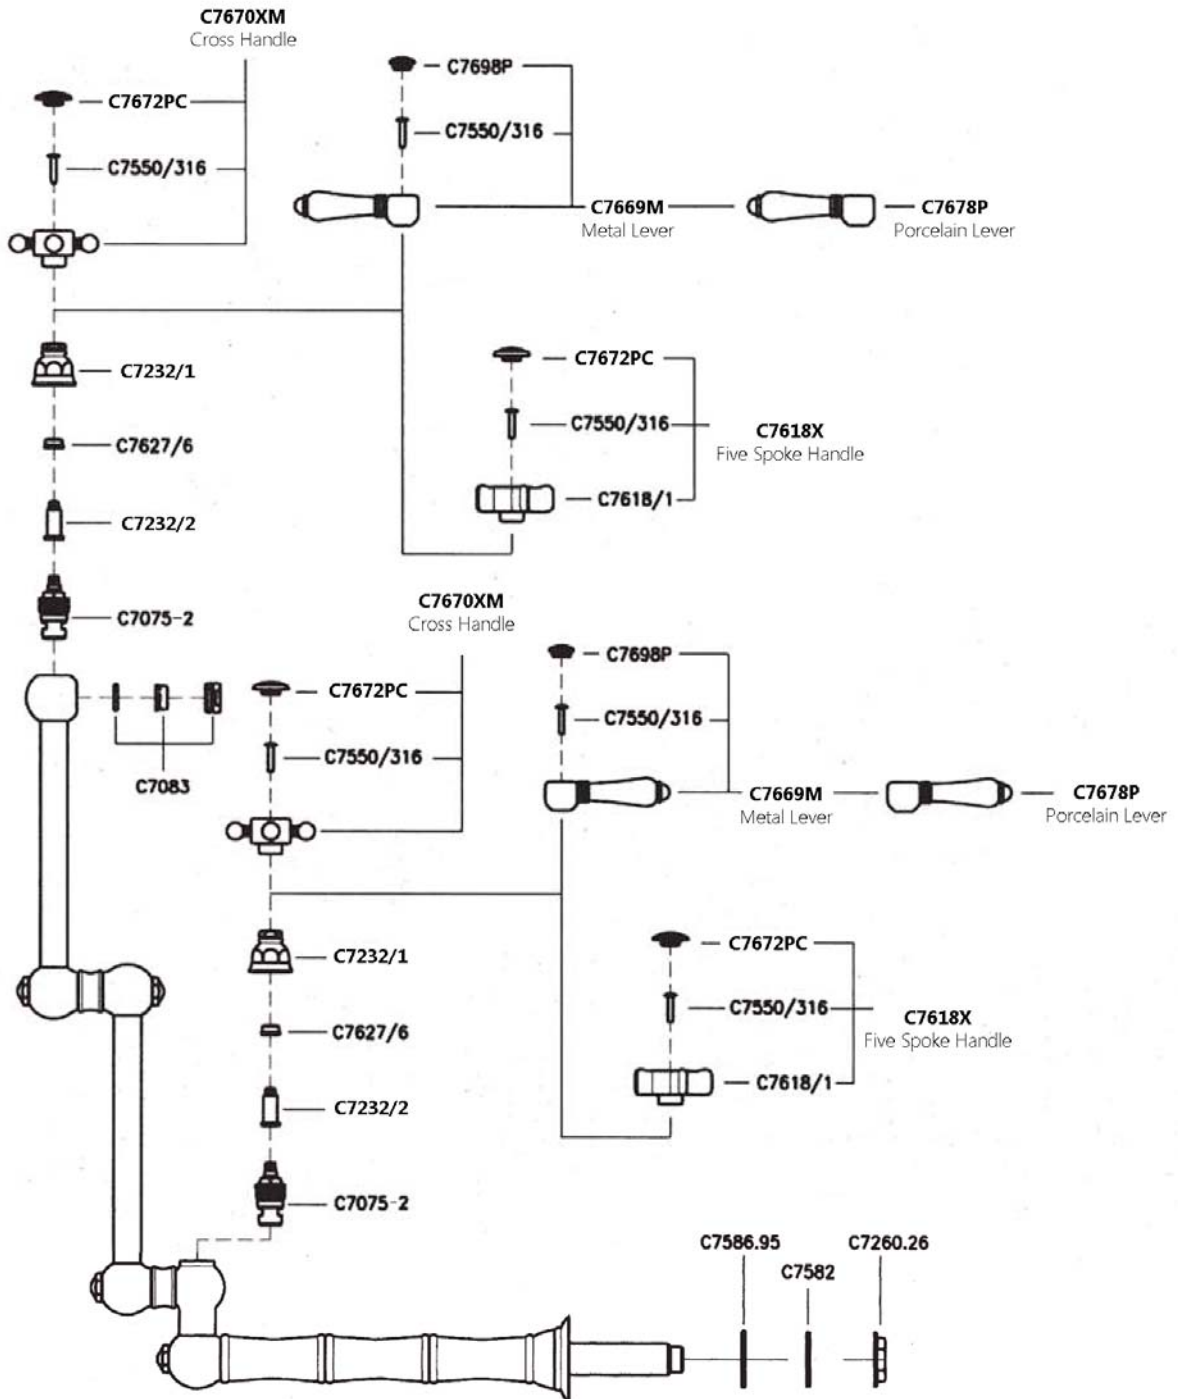 C7670XM
Cross Handle
C7698P
C7672PC
C7550/316
C7550/316
C7669M
Metal Lever
C7678P
Porcelain Lever
C7672PC
C7232/1
C7550/316
C7618X
Five Spoke Handle
C7627/6
C7618/1
C7232/2
C7075-2
C7083
C7670XM
Cross Handle
C7698P
C7672PC
C7550/316
C7550/316
C7669M
Metal Lever
C7678P
Porcelain Lever
C7672PC
C7232/1
C7550/316
C7618X
Five Spoke Handle
C7627/6
C7618/1
C7232/2
C7075-2
C7586.95
C7582
C7260.26